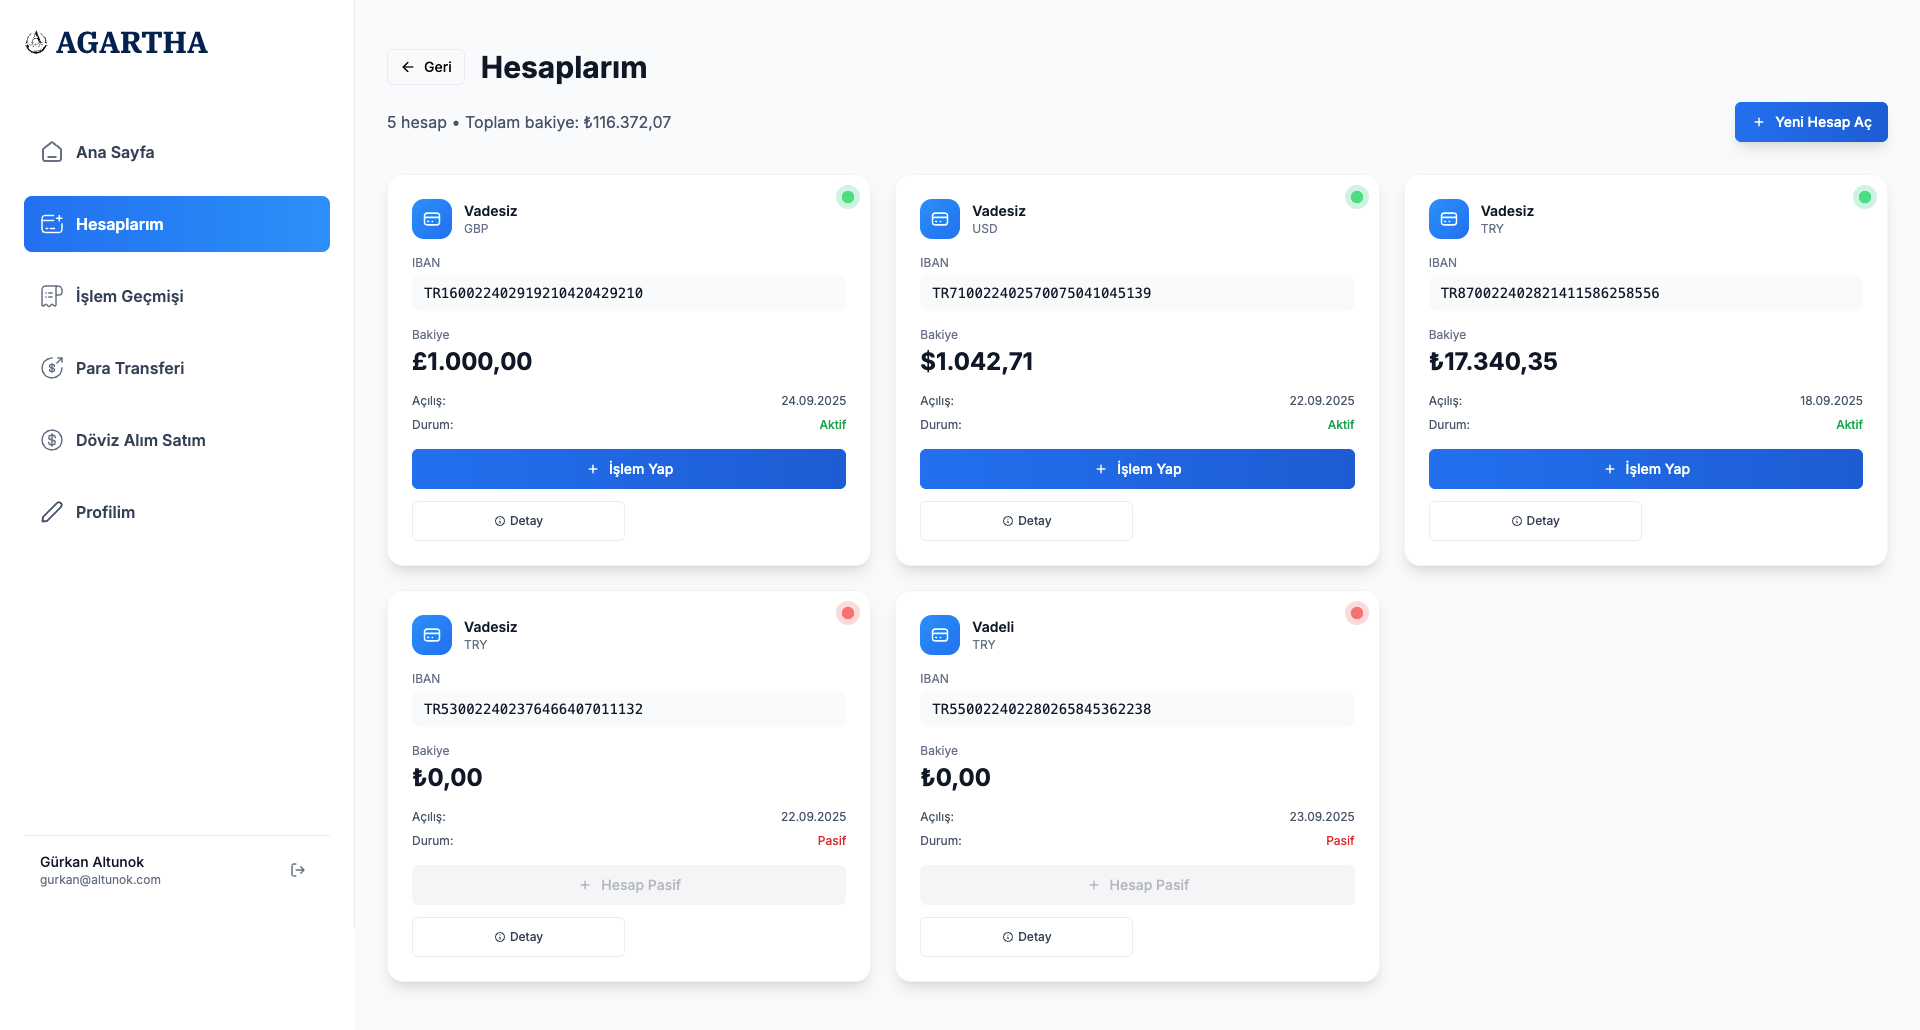 AGARTHA
Ana Sayfa
Hesaplarım
İşlem Geçmişi
Para Transferi
Döviz Alım Satım
Profilim
Gürkan Altunok
gurkan@altunok.com
Geri
Hesaplarım
5 hesap • Toplam bakiye: ₺116.372,07
Yeni Hesap Aç
Vadesiz
GBP
IBAN
TR160022402919210420429210
Bakiye
£1.000,00
Açılış: 24.09.2025
Durum: Aktif
İşlem Yap
Detay
Vadesiz
USD
IBAN
TR710022402570075041045139
Bakiye
$1.042,71
Açılış: 22.09.2025
Durum: Aktif
İşlem Yap
Detay
Vadesiz
TRY
IBAN
TR870022402821411586258556
Bakiye
₺17.340,35
Açılış: 18.09.2025
Durum: Aktif
İşlem Yap
Detay
Vadesiz
TRY
IBAN
TR530022402376466407011132
Bakiye
₺0,00
Açılış: 22.09.2025
Durum: Pasif
Hesap Pasif
Detay
Vadeli
TRY
IBAN
TR550022402280265845362238
Bakiye
₺0,00
Açılış: 23.09.2025
Durum: Pasif
Hesap Pasif
Detay